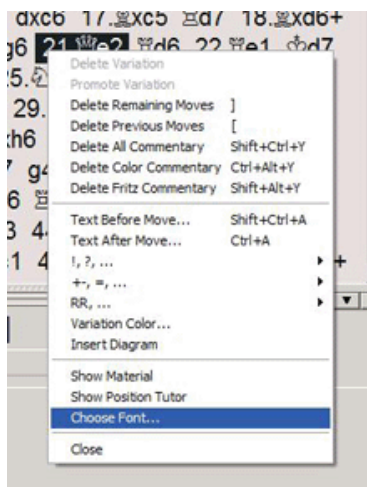 dxc6 17.♗xc5 ♖d7 18.♗xd6+
g6 21.♕e2 ♖d6 22.♖e1 ♔d7
Delete Variation
Promote Variation
Delete Remaining Moves ]
Delete Previous Moves [
Delete All Commentary Shift+Ctrl+Y
Delete Color Commentary Ctrl+Alt+Y
Delete Fritz Commentary Shift+Alt+Y
Text Before Move... Shift+Ctrl+A
Text After Move... Ctrl+A
!, ?, ...
+-, =, ...
RR, ...
Variation Color...
Insert Diagram
Show Material
Show Position Tutor
Choose Font...
Close